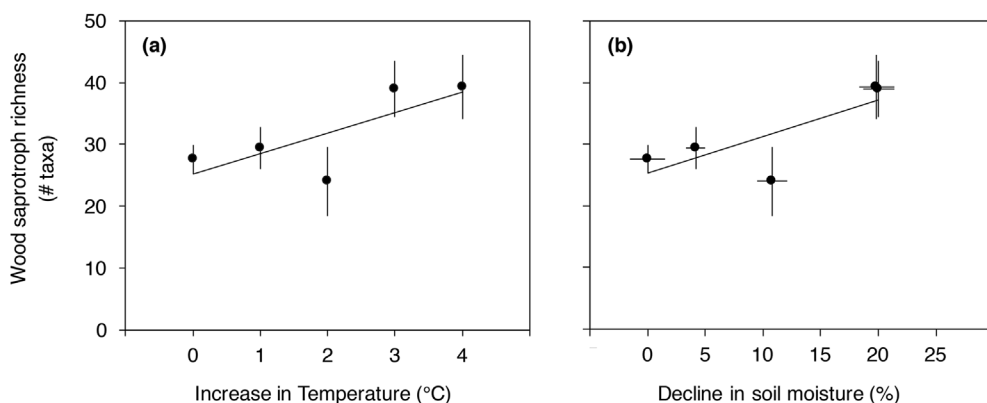 Wood saprotroph richness
(# taxa)
50
40
30
20
10
0
(a)
0 1 2 3 4
Increase in Temperature (°C)
(b)
0 5 10 15 20 25
Decline in soil moisture (%)